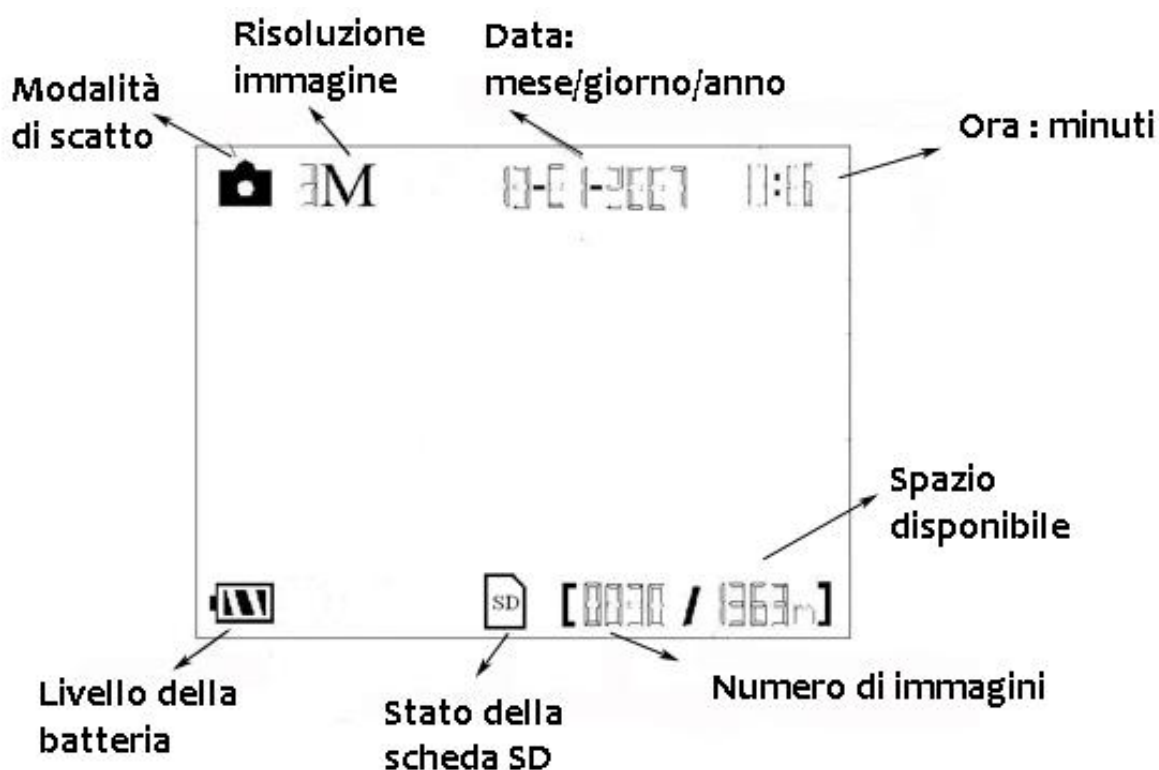 Risoluzione
immagine
Data:
mese/giorno/anno
Modalità
di scatto
Ora : minuti
3M
Spazio
disponibile
SD
[ / 1363m]
Livello della
batteria
Stato della
scheda SD
Numero di immagini